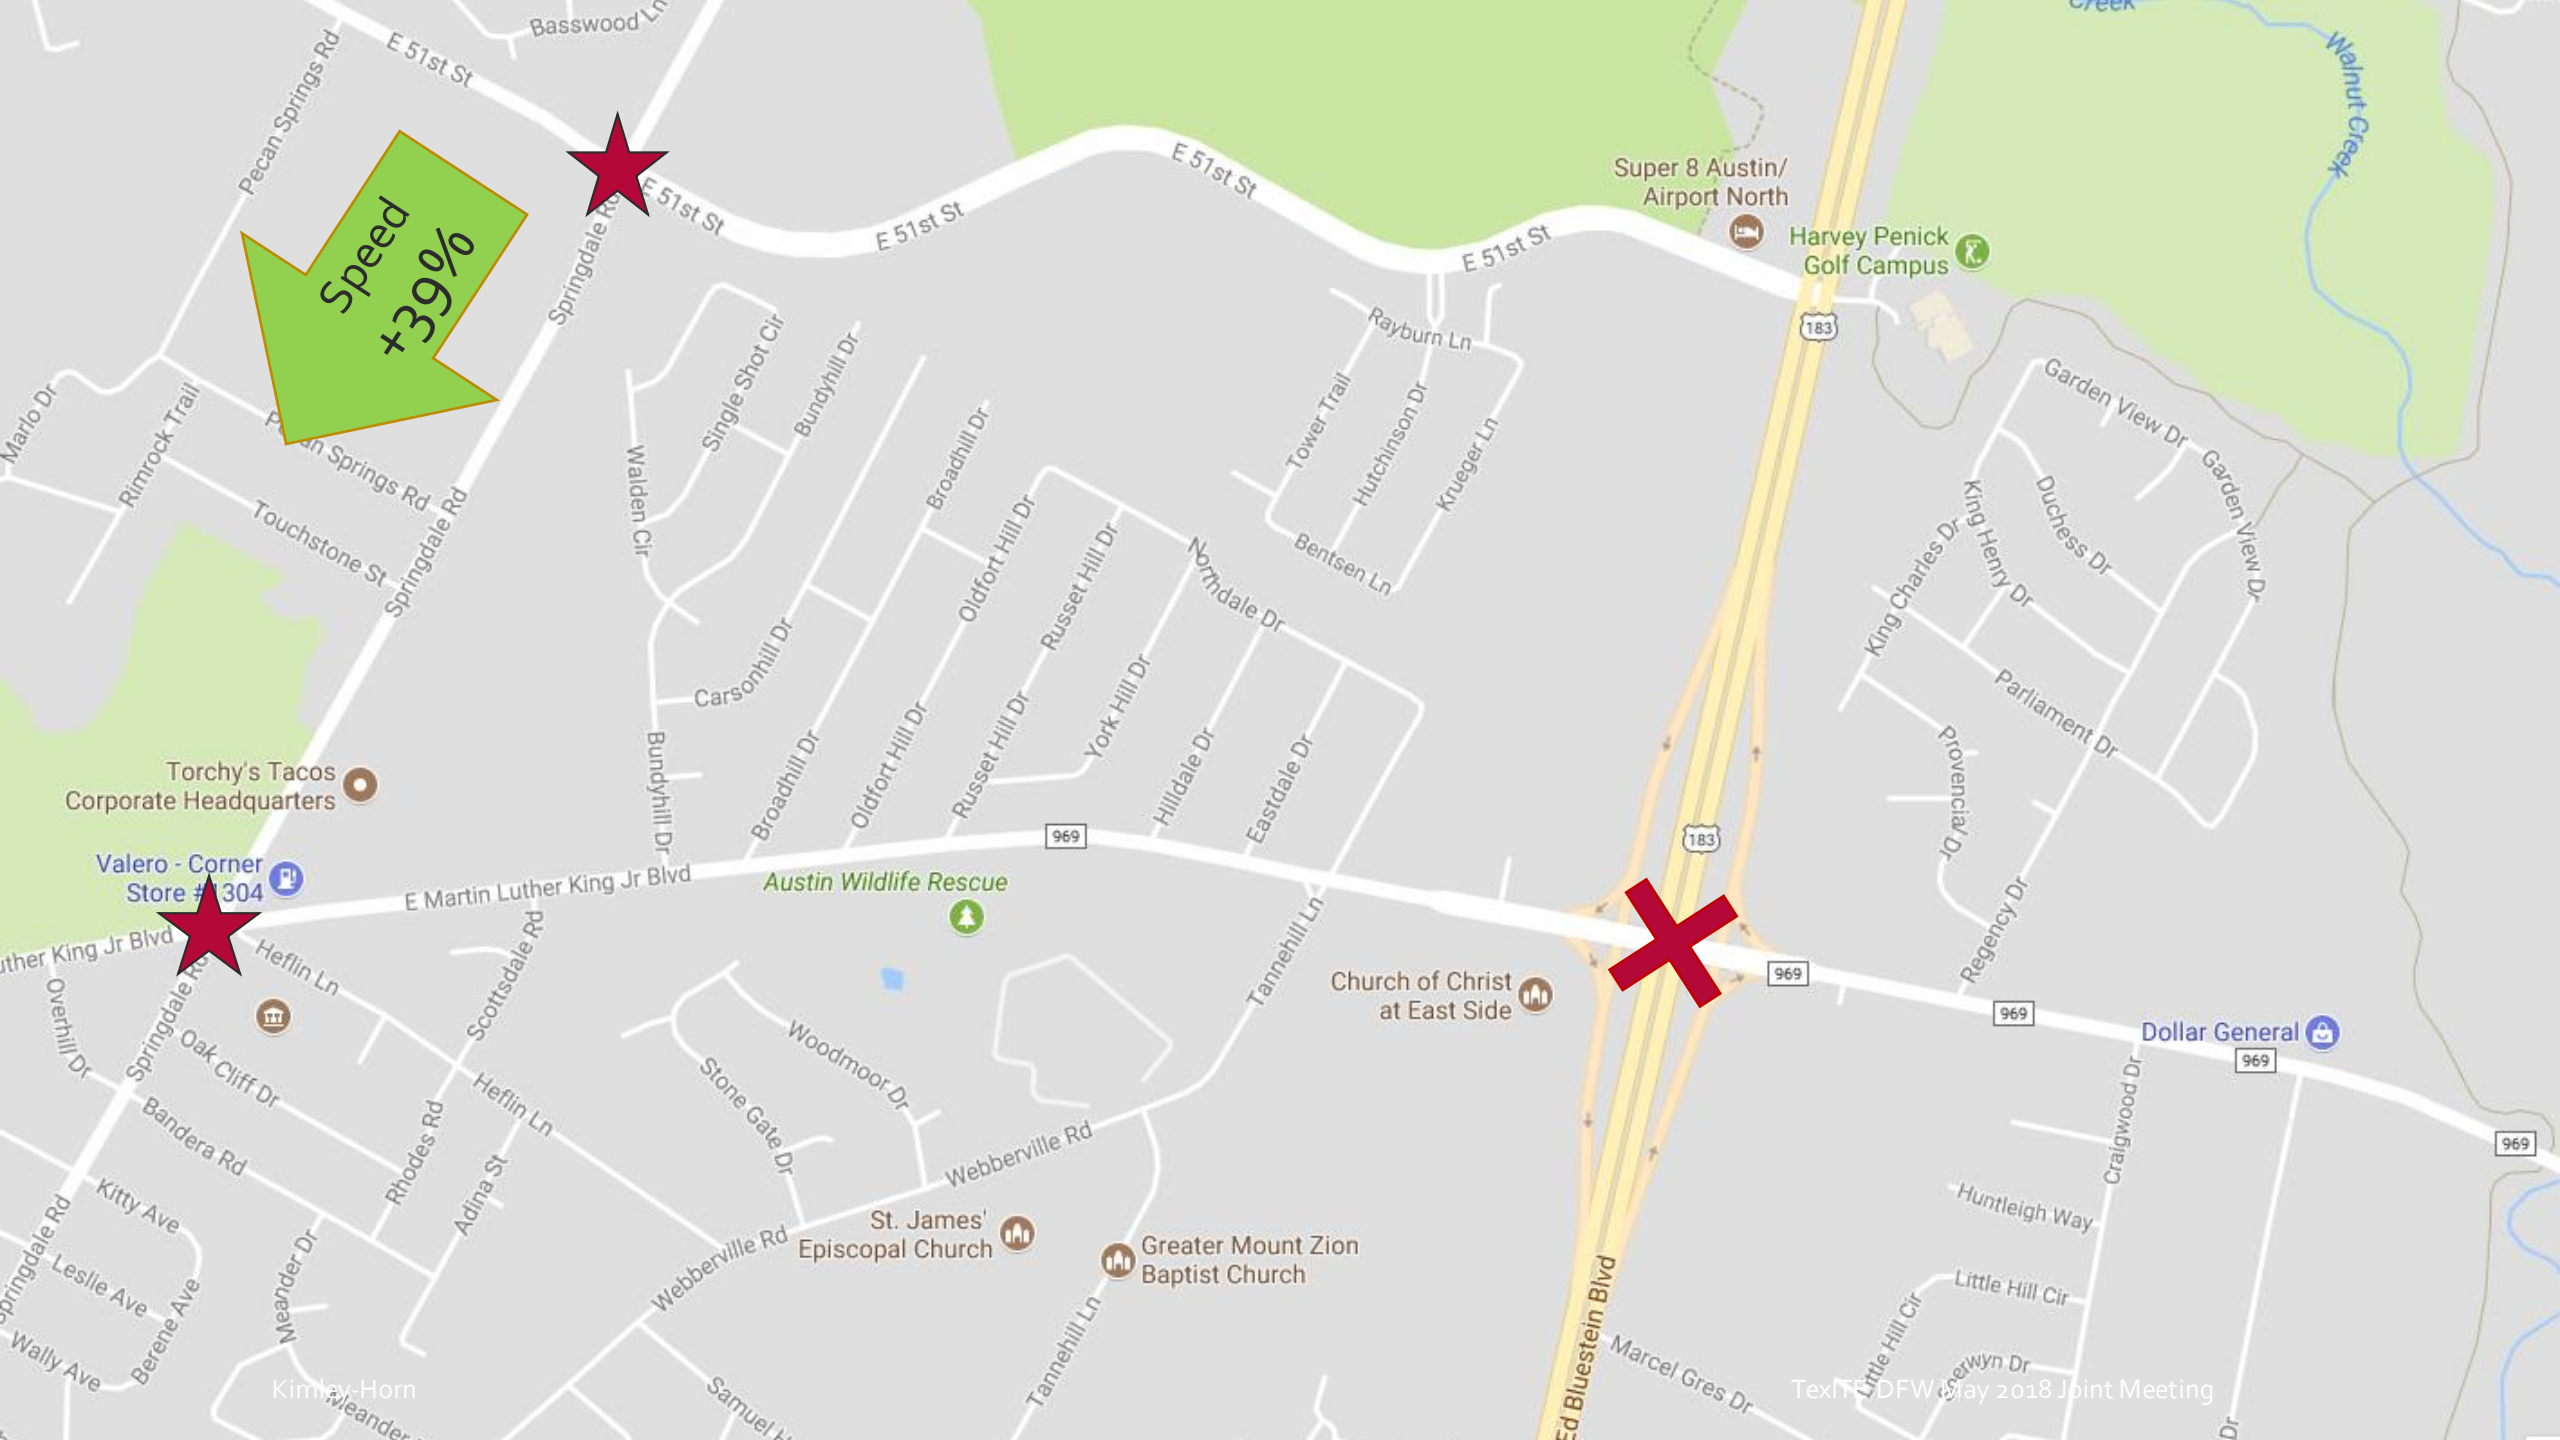 Basswood Ln
Creek
E 51st St
Pecan Springs Rd
Walnut Creek
E 51st St
E 51st St
E 51st St
E 51st St
Super 8 Austin/
Airport North
Harvey Penick
Golf Campus
Speed
+39%
Springdale Rd
183
Rayburn Ln
Single Shot Cir
Bundyhill Dr
Tower Trail
Hutchinson Dr
Krueger Ln
Garden View Dr
Garden View Dr
Marlo Dr
Rimrock Trail
Springs Rd
Touchstone St
Springdale Rd
Walden Cir
Broadhill Dr
Oldfort Hill Dr
Russet Hill Dr
Northdale Dr
Bentsen Ln
King Charles Dr
King Henry Dr
Duchess Dr
Carsonhill Dr
York Hill Dr
Parliament Dr
Bundyhill Dr
Broadhill Dr
Oldfort Hill Dr
Russet Hill Dr
Hilldale Dr
Eastdale Dr
Provencial Dr
Torchy's Tacos
Corporate Headquarters
969
183
Valero - Corner
Store #1304
E Martin Luther King Jr Blvd
Austin Wildlife Rescue
uther King Jr Blvd
Heflin Ln
Scottsdale Rd
Tannehill Ln
Regency Dr
Church of Christ
at East Side
969
969
Dollar General
969
969
Overhill Dr
Springdale Rd
Oak Cliff Dr
Woodmoor Dr
Stone Gate Dr
Heflin Ln
Bandera Rd
Rhodes Rd
Adina St
Webberville Rd
Craigwood Dr
Kitty Ave
Springdale Rd
Leslie Ave
Berene Ave
Wally Ave
Meander Dr
Webberville Rd
St. James'
Episcopal Church
Greater Mount Zion
Baptist Church
Huntleigh Way
Little Hill Cir
Little Hill Cir
Ed Bluestein Blvd
Marcel Gres Dr
Tannehill Ln
Samuel H
Meander
Dr
Kimley-Horn
TexITE DFW May 2018 Joint Meeting